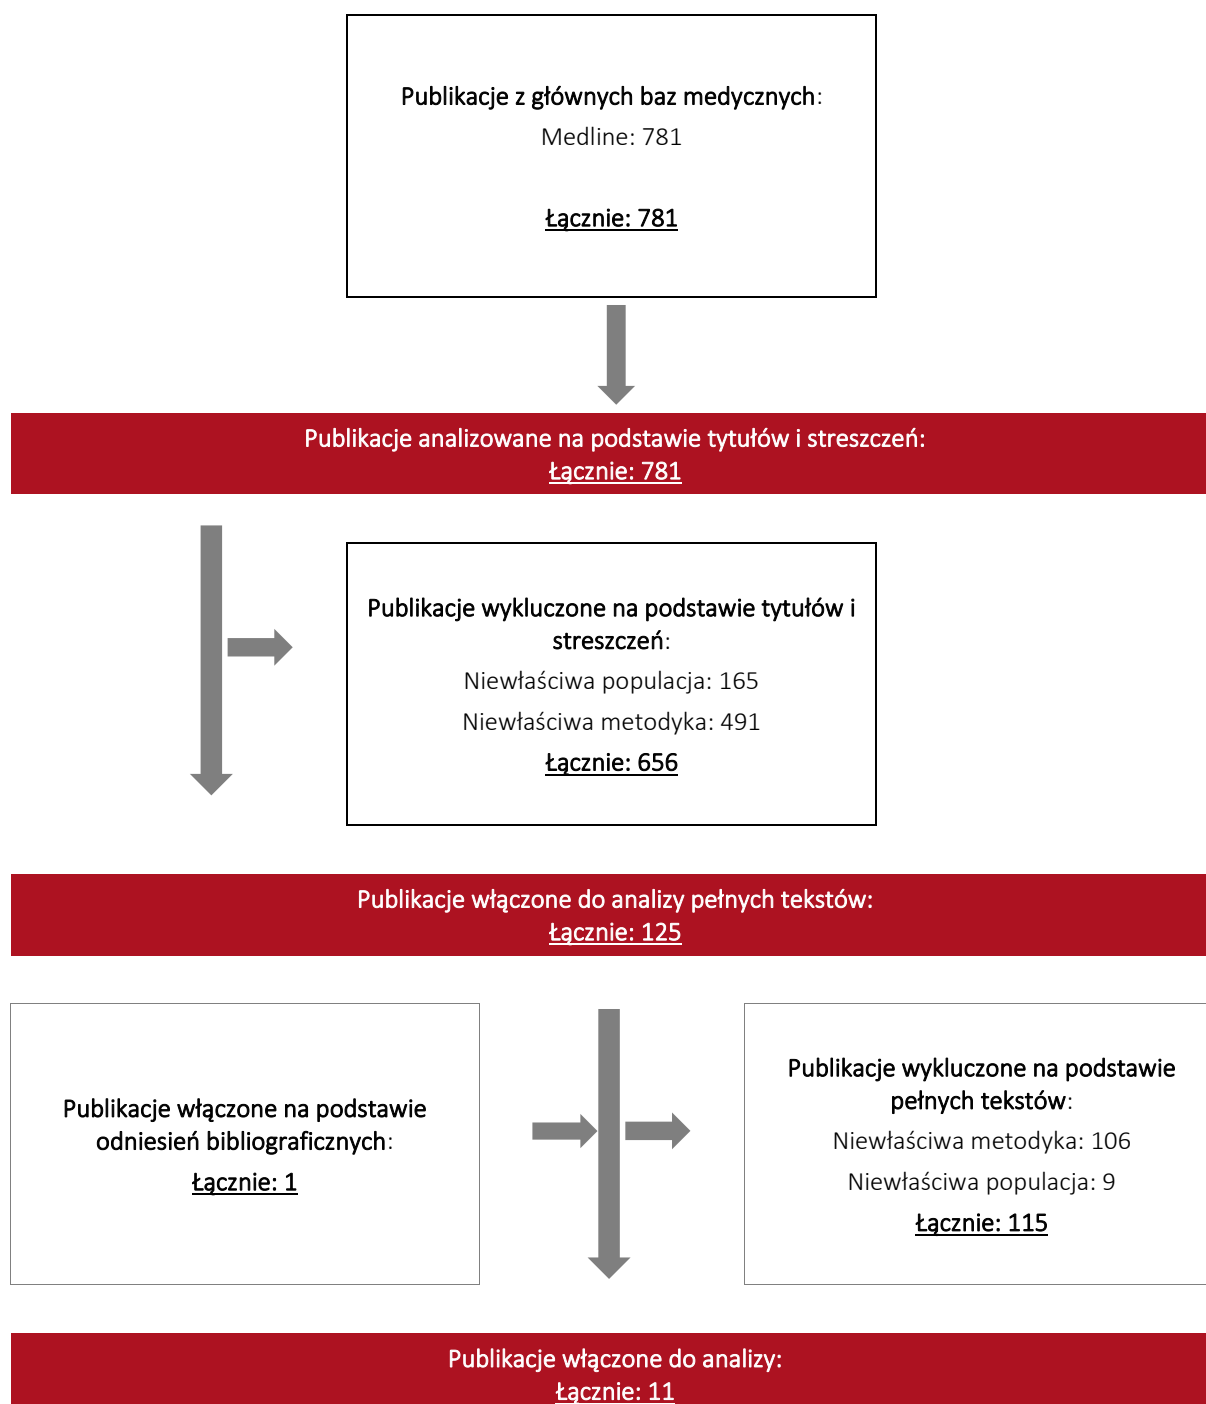 Publikacje z głównych baz medycznych:
Medline: 781
Łącznie: 781
Publikacje analizowane na podstawie tytułów i streszczeń:
Łącznie: 781
Publikacje wykluczone na podstawie tytułów i
streszczeń:
Niewłaściwa populacja: 165
Niewłaściwa metodyka: 491
Łącznie: 656
Publikacje włączone do analizy pełnych tekstów:
Łącznie: 125
Publikacje włączone na podstawie
odniesień bibliograficznych:
Łącznie: 1
Publikacje wykluczone na podstawie
pełnych tekstów:
Niewłaściwa metodyka: 106
Niewłaściwa populacja: 9
Łącznie: 115
Publikacje włączone do analizy:
Łącznie: 11